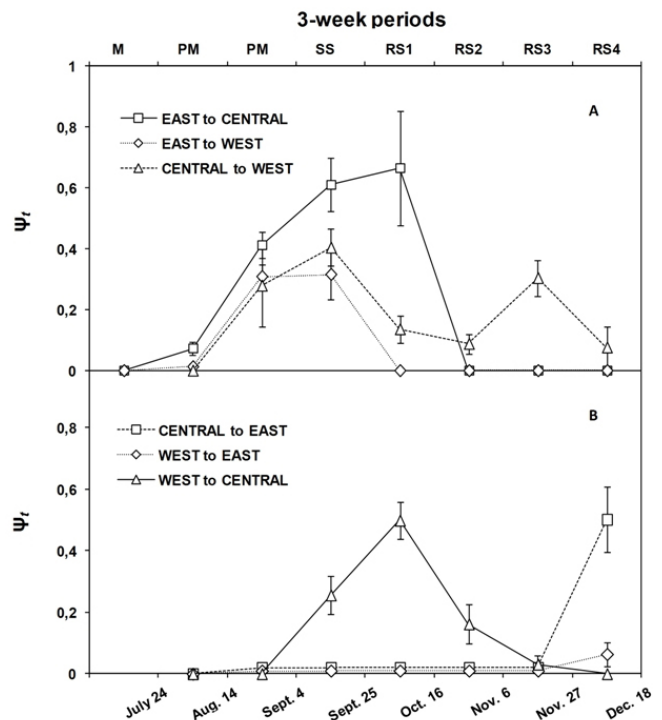 3-week periods
M PM PM SS RS1 RS2 RS3 RS4
1
0,8
0,6
0,4
0,2
0
Ψt
A
EAST to CENTRAL
EAST to WEST
CENTRAL to WEST
B
CENTRAL to EAST
WEST to EAST
WEST to CENTRAL
0,8
0,6
0,4
0,2
0
Ψt
July 24 Aug. 14 Sept. 4 Sept. 25 Oct. 16 Nov. 6 Nov. 27 Dec. 18